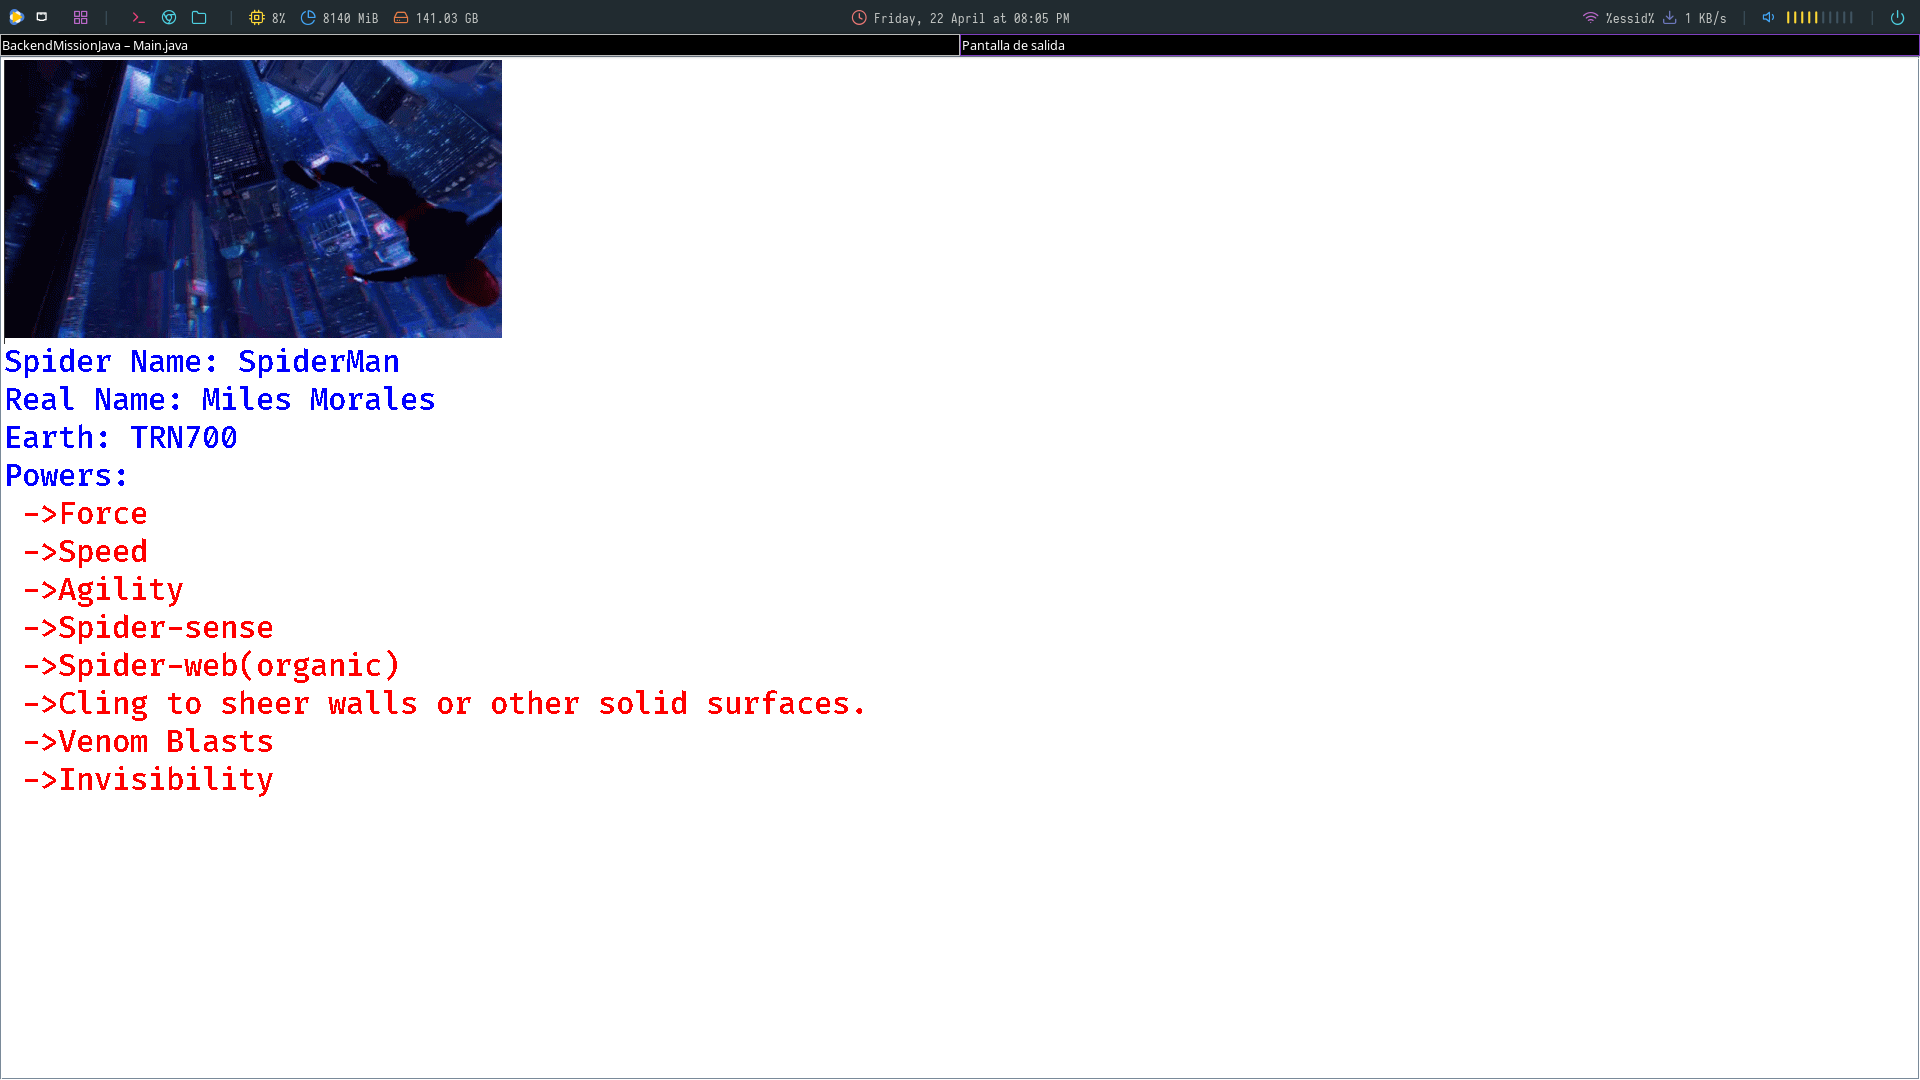 8% 8140 MiB 141.03 GB Friday, 22 April at 08:05 PM %essid% 1 KB/s
BackendMissionJava – Main.java Pantalla de salida
Spider Name: SpiderMan
Real Name: Miles Morales
Earth: TRN700
Powers:
->Force
->Speed
->Agility
->Spider-sense
->Spider-web(organic)
->Cling to sheer walls or other solid surfaces.
->Venom Blasts
->Invisibility